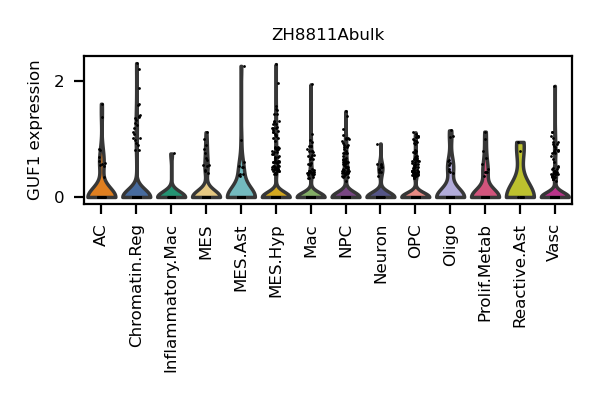 ZH8811Abulk
GUF1 expression
2
0
AC
Chromatin.Reg
Inflammatory.Mac
MES
MES.Ast
MES.Hyp
Mac
NPC
Neuron
OPC
Oligo
Prolif.Metab
Reactive.Ast
Vasc